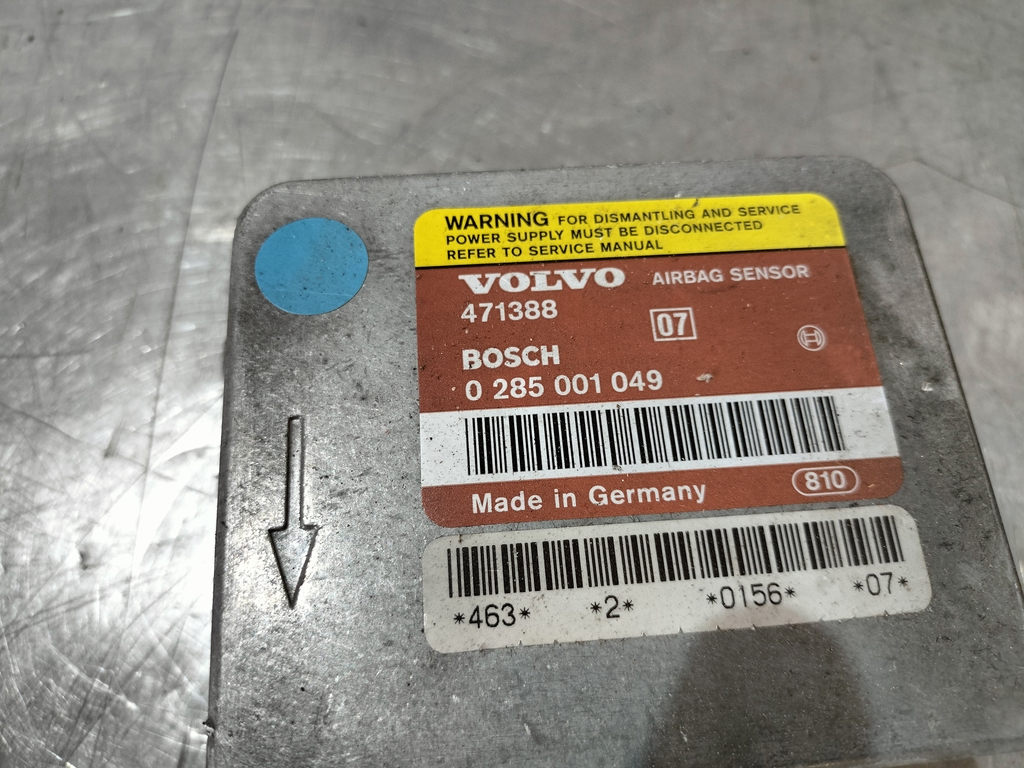 WARNING FOR DISMANTLING AND SERVICE
POWER SUPPLY MUST BE DISCONNECTED
REFER TO SERVICE MANUAL
VOLVO AIRBAG SENSOR
471388
07
BOSCH
0 285 001 049
Made in Germany 810
*463* *2* *0156* *07*